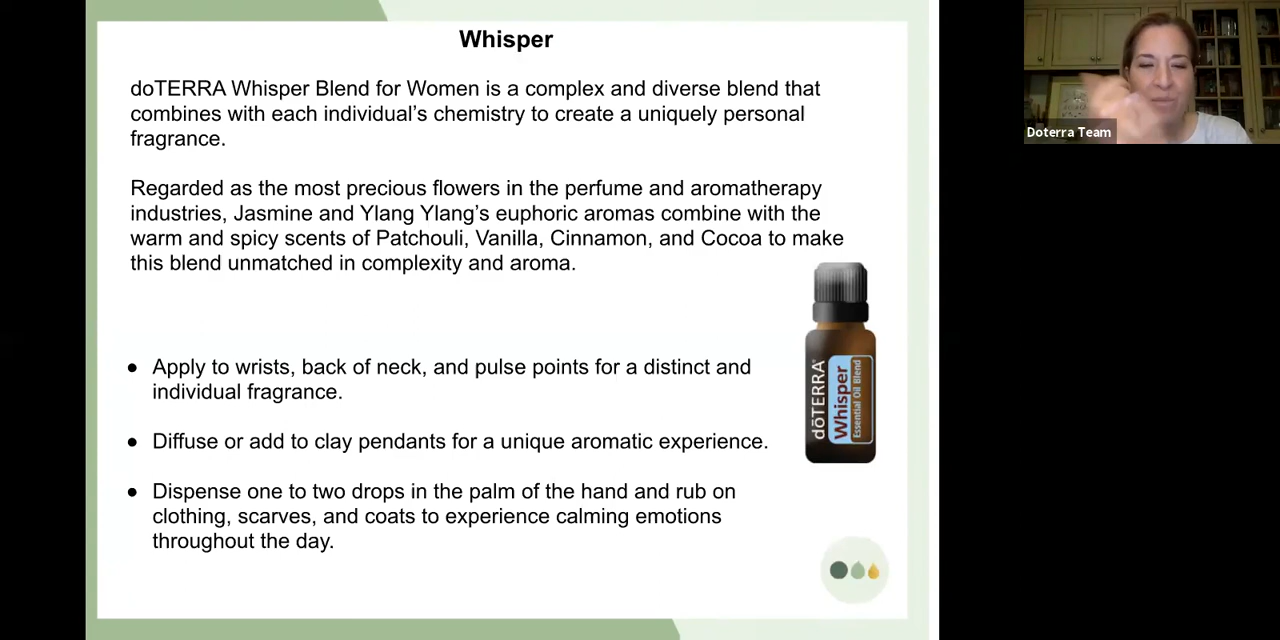 Whisper
doTERRA Whisper Blend for Women is a complex and diverse blend that
combines with each individual's chemistry to create a uniquely personal
fragrance.
Regarded as the most precious flowers in the perfume and aromatherapy
industries, Jasmine and Ylang Ylang's euphoric aromas combine with the
warm and spicy scents of Patchouli, Vanilla, Cinnamon, and Cocoa to make
this blend unmatched in complexity and aroma.
● Apply to wrists, back of neck, and pulse points for a distinct and
individual fragrance.
● Diffuse or add to clay pendants for a unique aromatic experience.
● Dispense one to two drops in the palm of the hand and rub on
clothing, scarves, and coats to experience calming emotions
throughout the day.
dōTERRA®
Whisper
Essential Oil Blend
Doterra Team